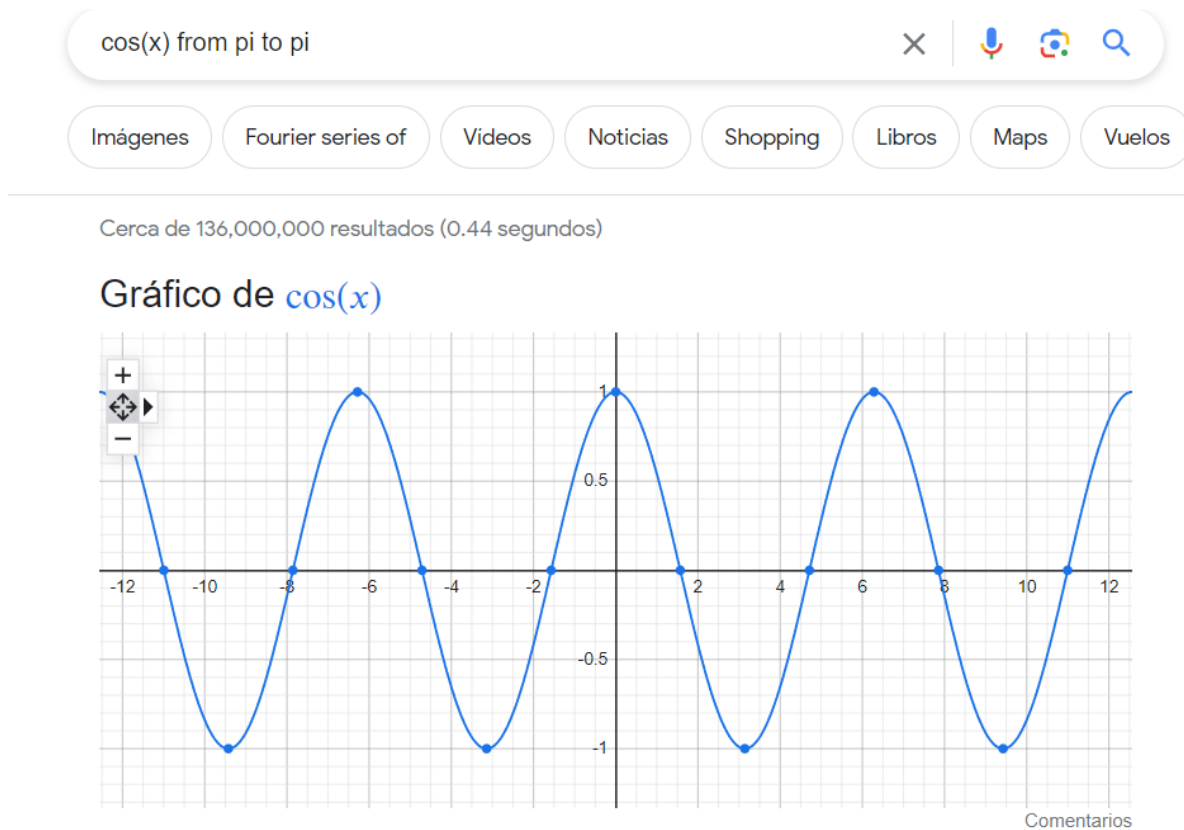 cos(x) from pi to pi
Imágenes Fourier series of Vídeos Noticias Shopping Libros Maps Vuelos
Cerca de 136,000,000 resultados (0.44 segundos)
Gráfico de cos(x)
+
−
1
0.5
-12 -10 -8 -6 -4 -2 2 4 6 8 10 12
-0.5
-1
Comentarios